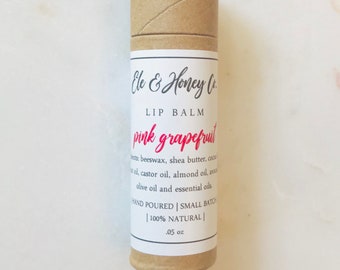 Ele & Honey Co
LIP BALM
pink grapefruit
beeswax, shea butter,
oil, castor oil, almond oil,
olive oil and essential oils.
HAND POURED | SMALL BATCH
| 100% NATURAL |
.05 oz